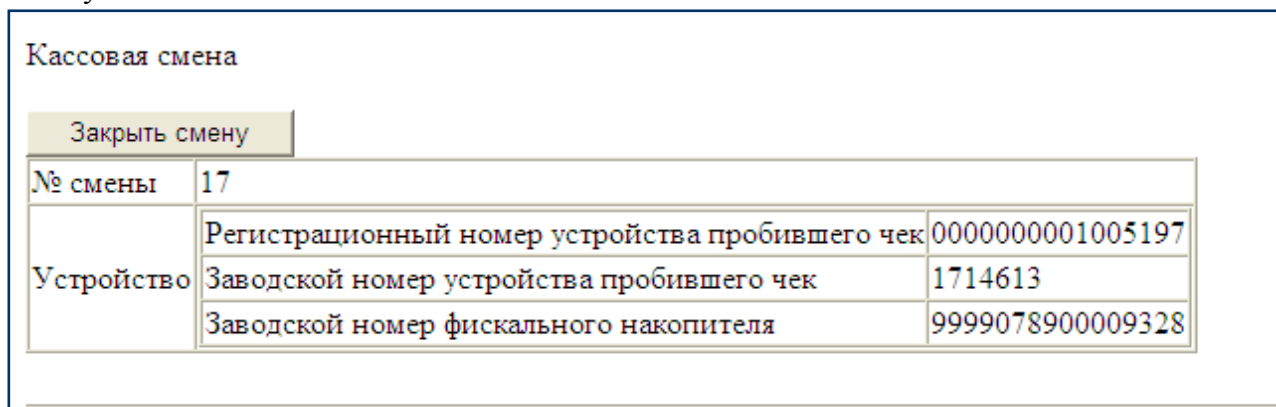 Кассовая смена
Закрыть смену
№ смены 17
Устройство
Регистрационный номер устройства пробившего чек 0000000001005197
Заводской номер устройства пробившего чек 1714613
Заводской номер фискального накопителя 9999078900009328